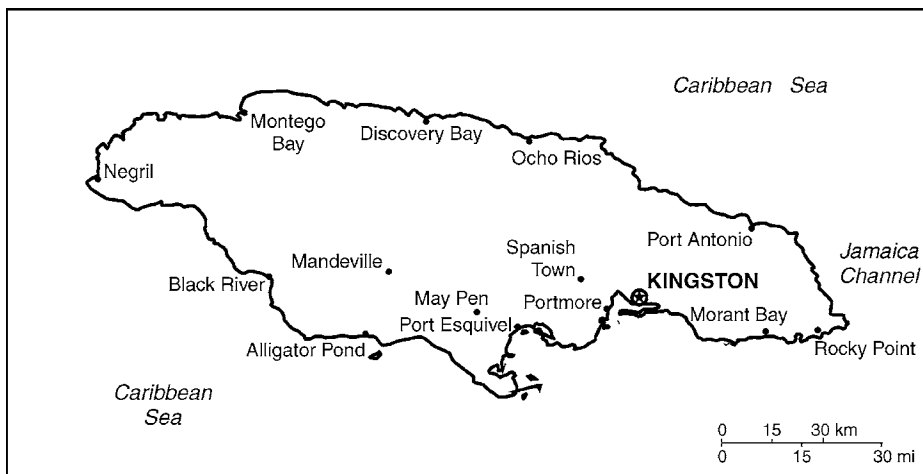 Caribbean Sea
Montego
Bay
Discovery Bay
Ocho Rios
Negril
Port Antonio
Jamaica
Channel
Spanish
Town
Mandeville
KINGSTON
Black River
May Pen
Portmore
Morant Bay
Port Esquivel
Alligator Pond
Rocky Point
Caribbean
Sea
0 15 30 km
0 15 30 mi